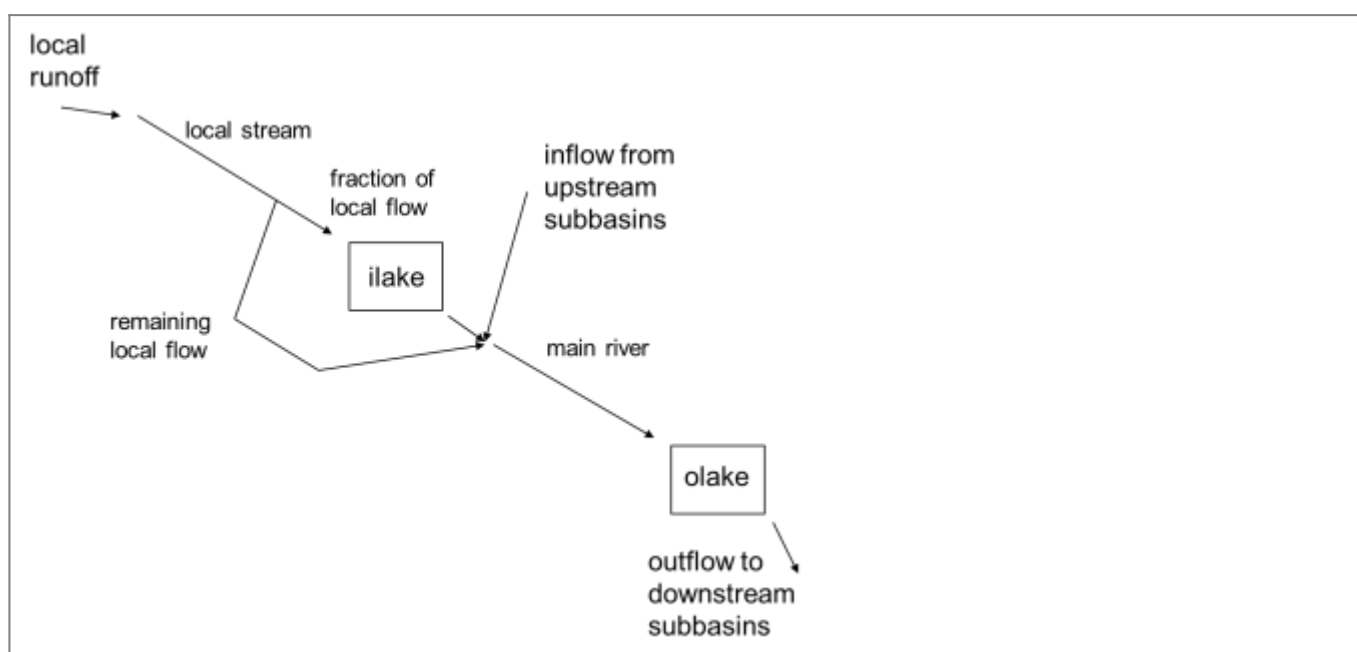 local
runoff
local stream
fraction of
local flow
inflow from
upstream
subbasins
ilake
remaining
local flow
main river
olake
outflow to
downstream
subbasins